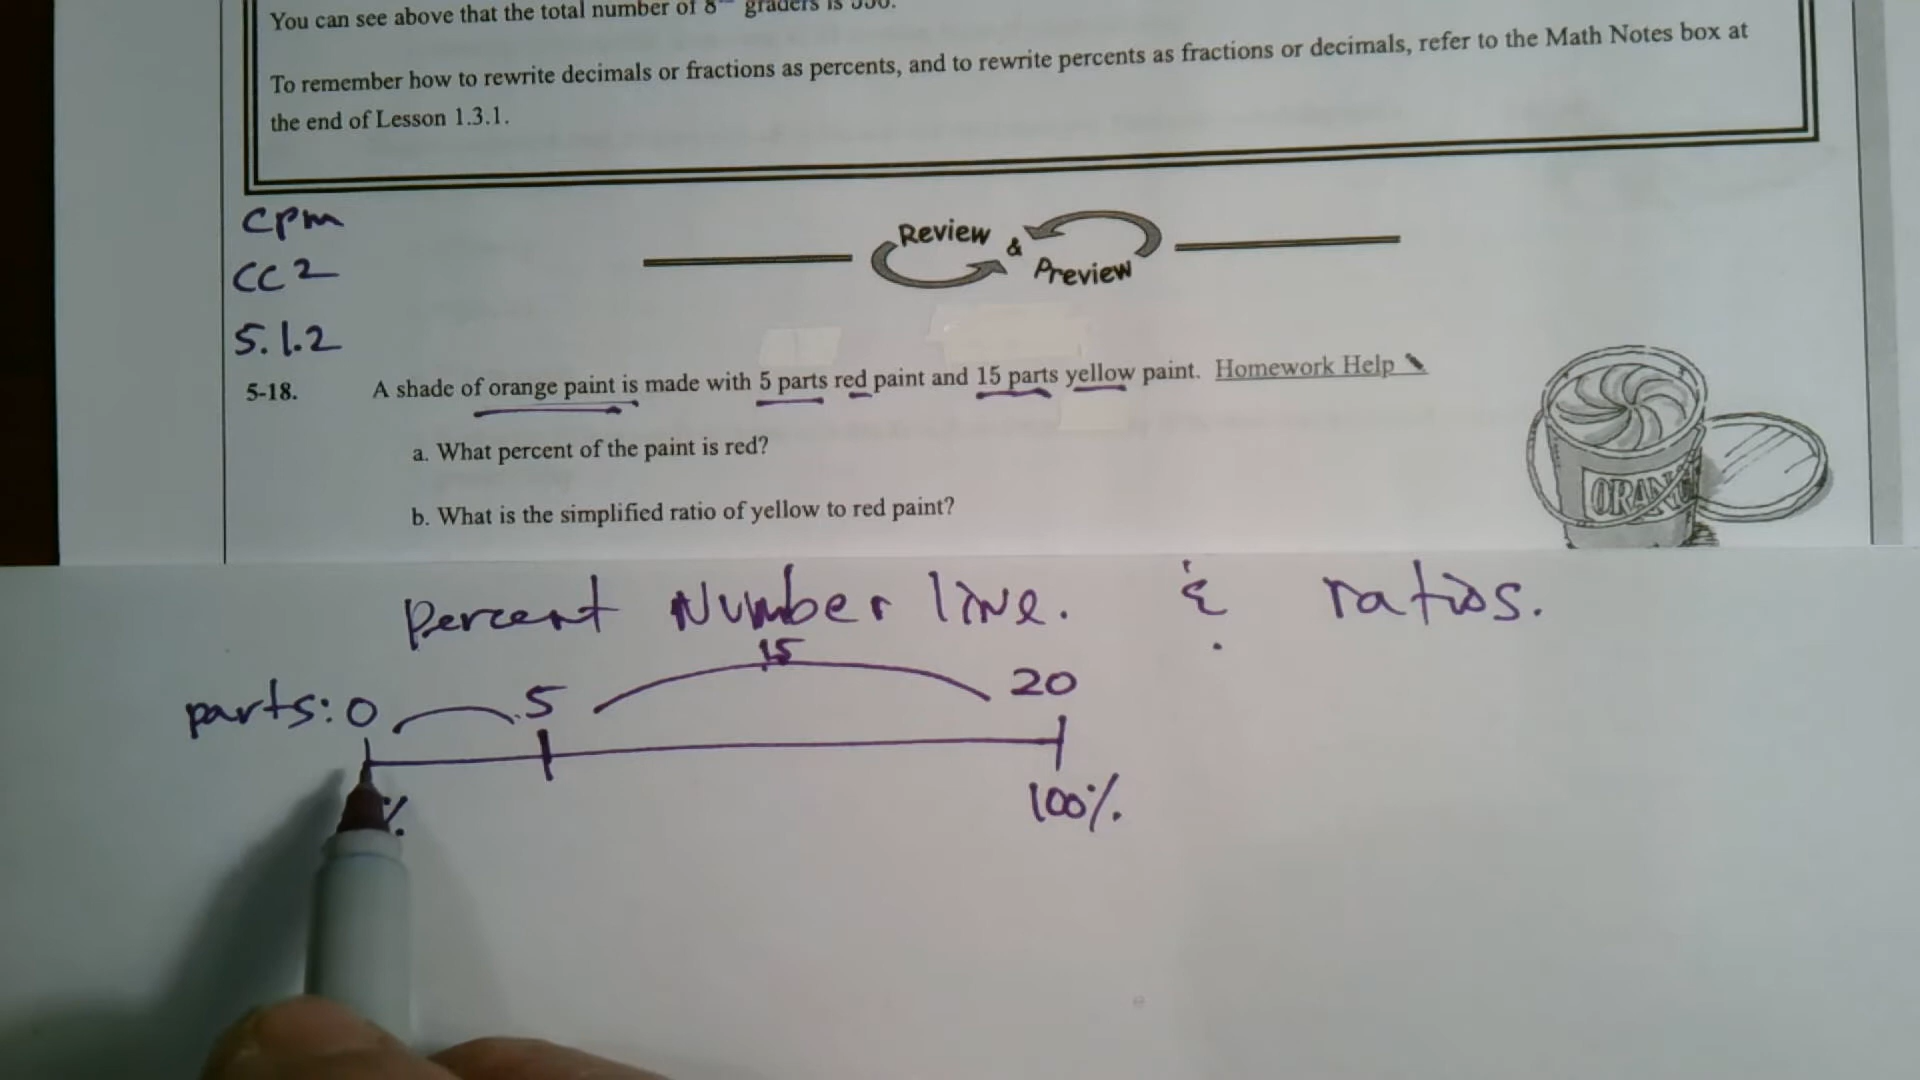 You can see above that the total number of 8th graders is 350.
To remember how to rewrite decimals or fractions as percents, and to rewrite percents as fractions or decimals, refer to the Math Notes box at
the end of Lesson 1.3.1.
cpm
CC2
5.1.2
Review & Preview
5-18. A shade of orange paint is made with 5 parts red paint and 15 parts yellow paint. Homework Help
a. What percent of the paint is red?
b. What is the simplified ratio of yellow to red paint?
ORANG
Percent Number line. & ratios.
15
parts: 0 5 20
% 100%